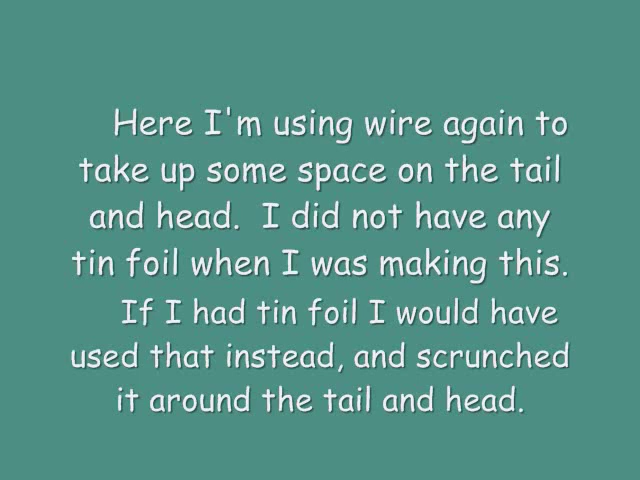 Here I'm using wire again to
take up some space on the tail
and head.  I did not have any
tin foil when I was making this.
If I had tin foil I would have
used that instead, and scrunched
it around the tail and head.